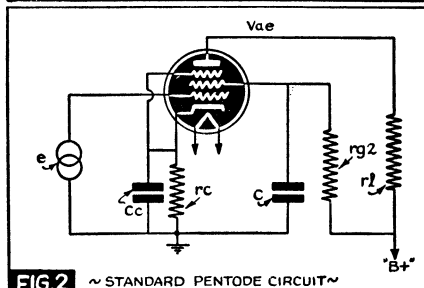 Vae
e
Cc
rc
C
rg2
rl
"B+"
FIG.2 ~ STANDARD PENTODE CIRCUIT ~